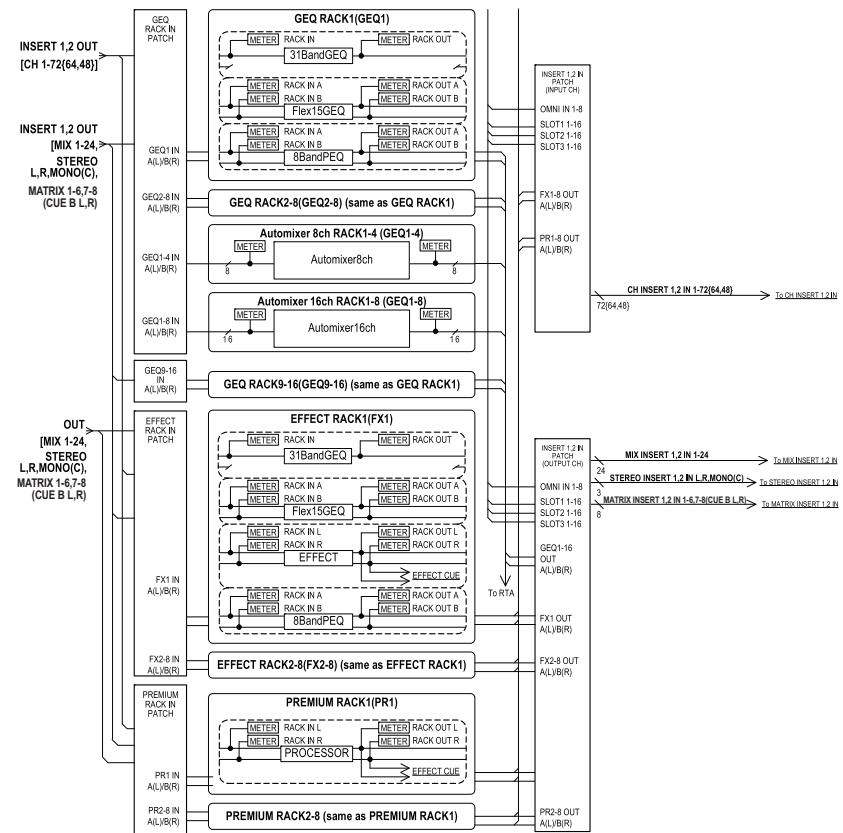 INSERT 1,2 OUT
[CH 1-72{64,48}]
INSERT 1,2 OUT
[MIX 1-24,
STEREO
L,R,MONO(C),
MATRIX 1-6,7-8
(CUE B L,R)
OUT
[MIX 1-24,
STEREO
L,R,MONO(C),
MATRIX 1-6,7-8
(CUE B L,R)
GEQ
RACK IN
PATCH
GEQ1 IN
A(L)/B(R)
GEQ2-8 IN
A(L)/B(R)
GEQ1-4 IN
A(L)/B(R)
GEQ1-8 IN
A(L)/B(R)
GEQ9-16
IN
A(L)/B(R)
EFFECT
RACK IN
PATCH
FX1 IN
A(L)/B(R)
FX2-8 IN
A(L)/B(R)
PREMIUM
RACK IN
PATCH
PR1 IN
A(L)/B(R)
PR2-8 IN
A(L)/B(R)
GEQ RACK1(GEQ1)
METER RACK IN METER RACK OUT
31BandGEQ
METER RACK IN A METER RACK OUT A
METER RACK IN B METER RACK OUT B
Flex15GEQ
METER RACK IN A METER RACK OUT A
METER RACK IN B METER RACK OUT B
8BandPEQ
GEQ RACK2-8(GEQ2-8) (same as GEQ RACK1)
Automixer 8ch RACK1-4 (GEQ1-4)
METER METER
Automixer8ch
8 8
Automixer 16ch RACK1-8 (GEQ1-8)
METER METER
Automixer16ch
16 16
GEQ RACK9-16(GEQ9-16) (same as GEQ RACK1)
EFFECT RACK1(FX1)
METER RACK IN METER RACK OUT
31BandGEQ
METER RACK IN A METER RACK OUT A
METER RACK IN B METER RACK OUT B
Flex15GEQ
METER RACK IN L METER RACK OUT L
METER RACK IN R METER RACK OUT R
EFFECT
EFFECT CUE
METER RACK IN A METER RACK OUT A
METER RACK IN B METER RACK OUT B
8BandPEQ
EFFECT RACK2-8(FX2-8) (same as EFFECT RACK1)
PREMIUM RACK1(PR1)
METER RACK IN L METER RACK OUT L
METER RACK IN R METER RACK OUT R
PROCESSOR
EFFECT CUE
PREMIUM RACK2-8 (same as PREMIUM RACK1)
To RTA
INSERT 1,2 IN
PATCH
(INPUT CH)
OMNI IN 1-8
SLOT1 1-16
SLOT2 1-16
SLOT3 1-16
FX1-8 OUT
A(L)/B(R)
PR1-8 OUT
A(L)/B(R)
CH INSERT 1,2 IN 1-72{64,48}
72{64,48}
To CH INSERT 1,2 IN
INSERT 1,2 IN
PATCH
(OUTPUT CH)
OMNI IN 1-8
SLOT1 1-16
SLOT2 1-16
SLOT3 1-16
GEQ1-16
OUT
A(L)/B(R)
FX1 OUT
A(L)/B(R)
FX2-8 OUT
A(L)/B(R)
PR2-8 OUT
A(L)/B(R)
MIX INSERT 1,2 IN 1-24
24
To MIX INSERT 1,2 IN
STEREO INSERT 1,2 IN L,R,MONO(C)
3
To STEREO INSERT 1,2 IN
MATRIX INSERT 1,2 IN 1-6,7-8(CUE B L,R)
8
To MATRIX INSERT 1,2 IN